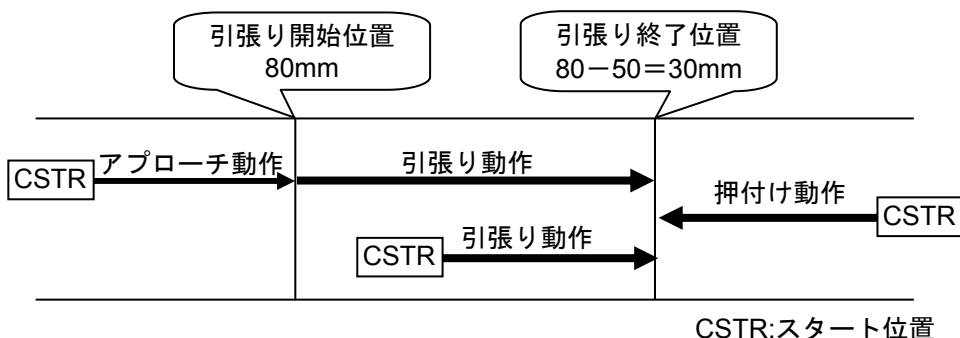 引張り開始位置
80mm
引張り終了位置
80－50＝30mm
CSTR
アプローチ動作
引張り動作
押付け動作
CSTR
CSTR
引張り動作
CSTR:スタート位置